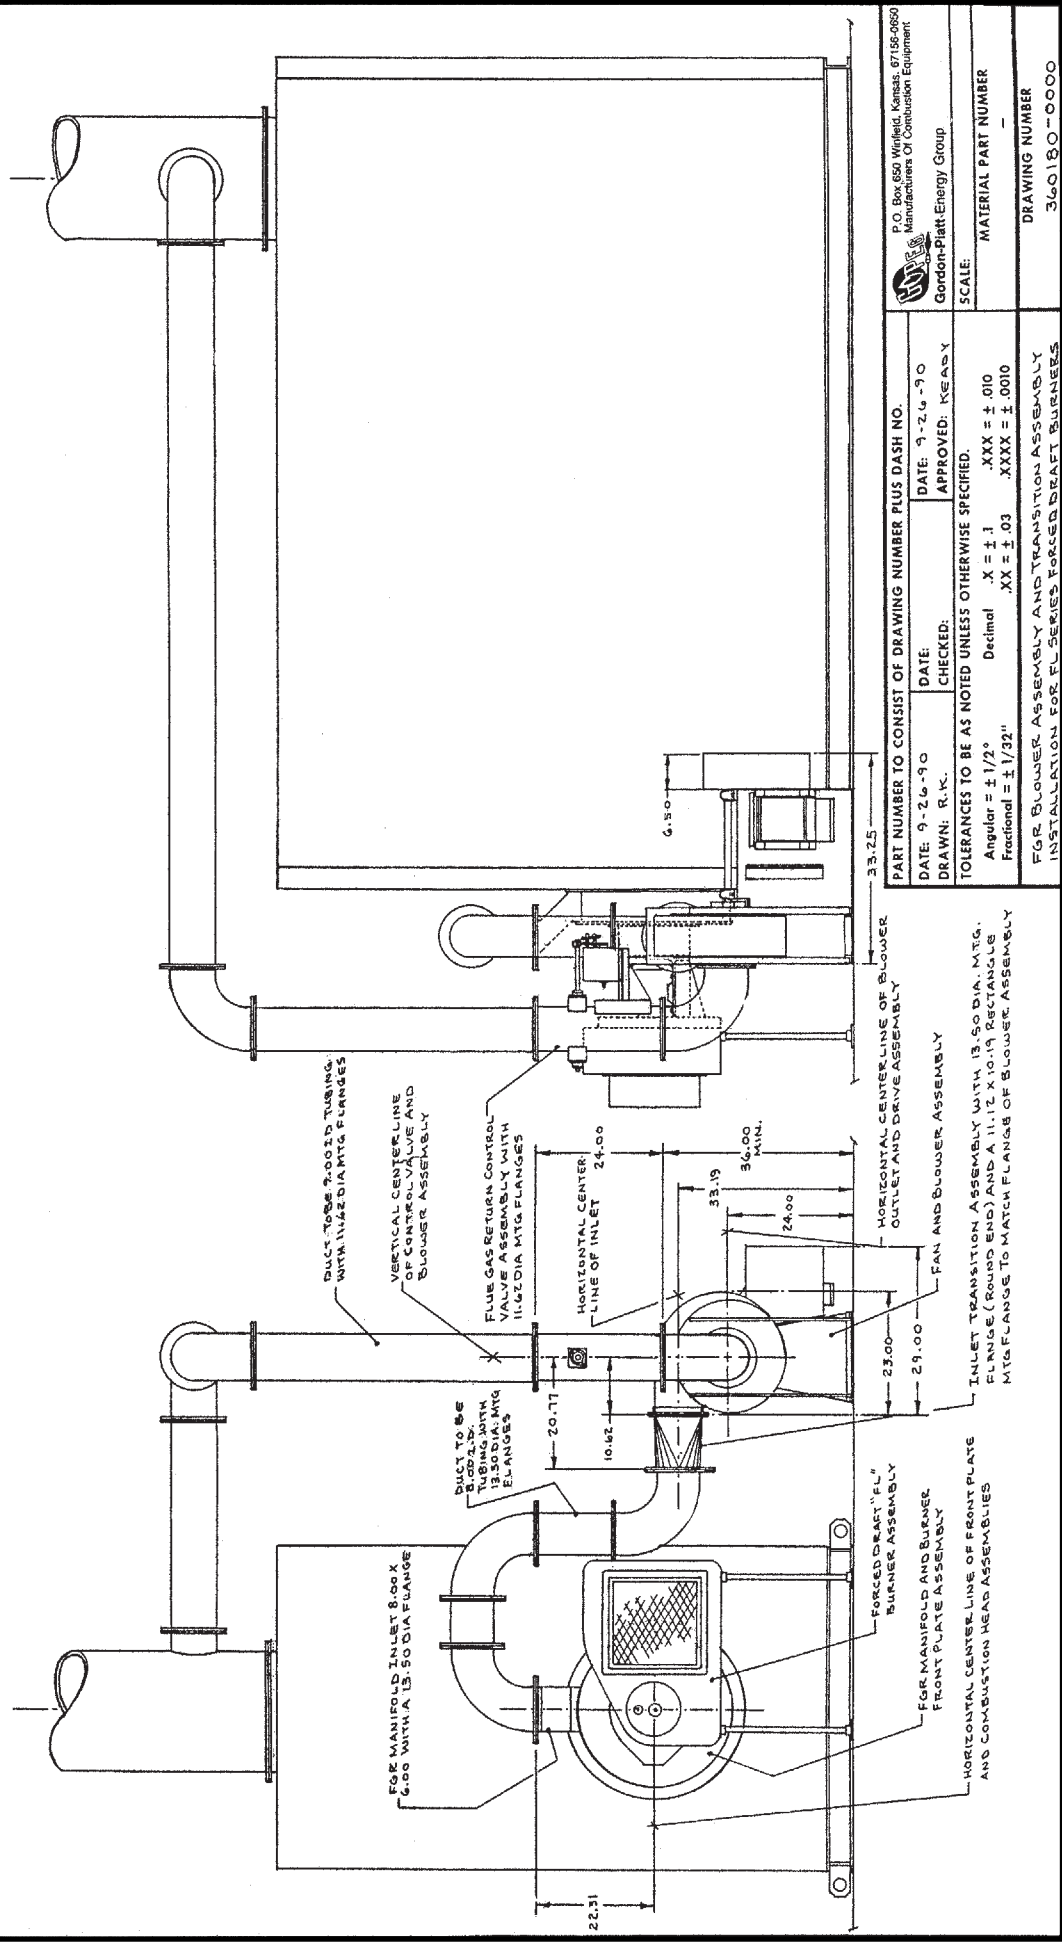 DUCT TO BE 9.00 I.D TUBING
WITH 11.62 DIA MTG FLANGES
VERTICAL CENTERLINE
OF CONTROL VALVE AND
BLOWER ASSEMBLY
FLUE GAS RETURN CONTROL
VALVE ASSEMBLY WITH
11.62 DIA MTG FLANGES
HORIZONTAL CENTER-
LINE OF INLET
DUCT TO BE
8.00 I.D.
TUBING WITH
13.50 DIA. MTG
FLANGES
FGR MANIFOLD INLET 8.00 X
6.00 WITH A 13.50 DIA FLANGE
22.31
20.77
10.62
24.00
36.00
MIN.
33.19
24.00
23.00
29.00
6.50
33.25
HORIZONTAL CENTERLINE OF BLOWER
OUTLET AND DRIVE ASSEMBLY
FAN AND BLOWER ASSEMBLY
INLET TRANSITION ASSEMBLY WITH 13.50 DIA. MTG.
FLANGE (ROUND END) AND A 11.12 X 10.19 RECTANGLE
MTG FLANGE TO MATCH FLANGE OF BLOWER ASSEMBLY
FORCED DRAFT "FL"
BURNER ASSEMBLY
FGR MANIFOLD AND BURNER
FRONT PLATE ASSEMBLY
HORIZONTAL CENTER LINE OF FRONT PLATE
AND COMBUSTION HEAD ASSEMBLIES
PART NUMBER TO CONSIST OF DRAWING NUMBER PLUS DASH NO.
DATE: 9-26-90 DATE: DATE: 9-26-90
DRAWN: R.K. CHECKED: APPROVED: KEADY
TOLERANCES TO BE AS NOTED UNLESS OTHERWISE SPECIFIED.
Angular = ± 1/2° Decimal .X = ± .1 .XXX = ± .010
Fractional = ± 1/32" .XX = ± .03 .XXXX = ± .0010
FGR BLOWER ASSEMBLY AND TRANSITION ASSEMBLY
INSTALLATION FOR FL SERIES FORCED DRAFT BURNERS
P.O. Box 650 Winfield, Kansas, 67156-0650
Manufacturers Of Combustion Equipment
Gordon-Piatt Energy Group
SCALE:
MATERIAL PART NUMBER
-
DRAWING NUMBER
360180-0000